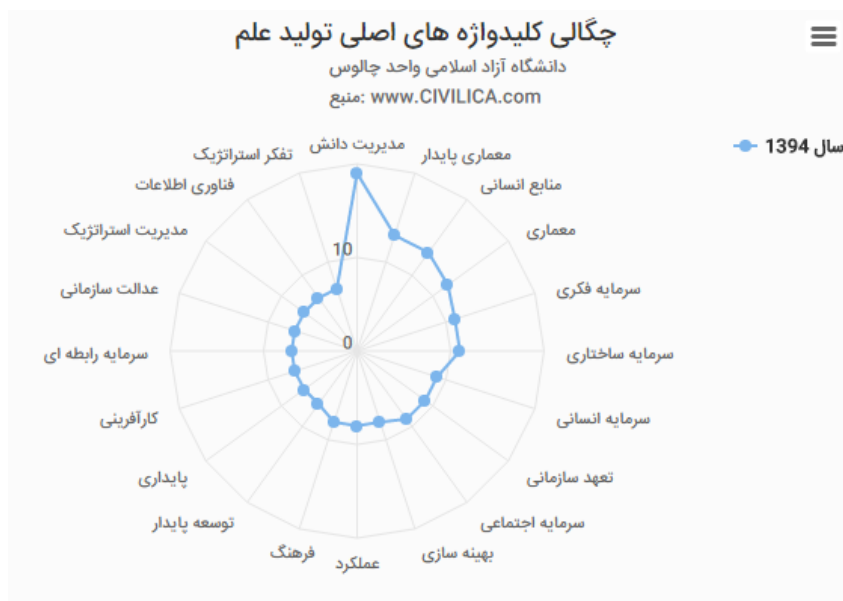 چگالی کلیدواژه های اصلی تولید علم
دانشگاه آزاد اسلامی واحد چالوس
منبع: www.CIVILICA.com
سال 1394
مدیریت دانش
معماری پایدار
منابع انسانی
معماری
سرمایه فکری
سرمایه ساختاری
سرمایه انسانی
تعهد سازمانی
سرمایه اجتماعی
بهینه سازی
عملکرد
فرهنگ
توسعه پایدار
پایداری
کارآفرینی
سرمایه رابطه ای
عدالت سازمانی
مدیریت استراتژیک
فناوری اطلاعات
تفکر استراتژیک
10
0